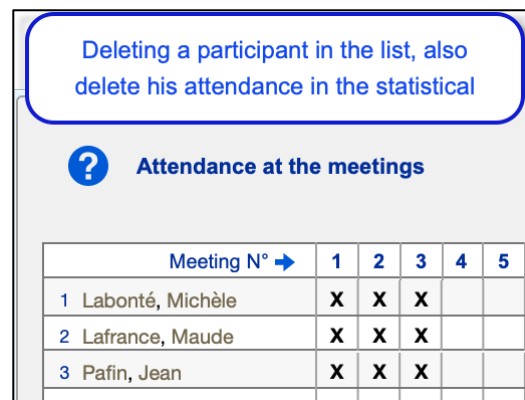 Deleting a participant in the list, also
delete his attendance in the statistical
?
Attendance at the meetings
Meeting N° 1 2 3 4 5
1 Labonté, Michèle X X X
2 Lafrance, Maude X X X
3 Pafin, Jean X X X